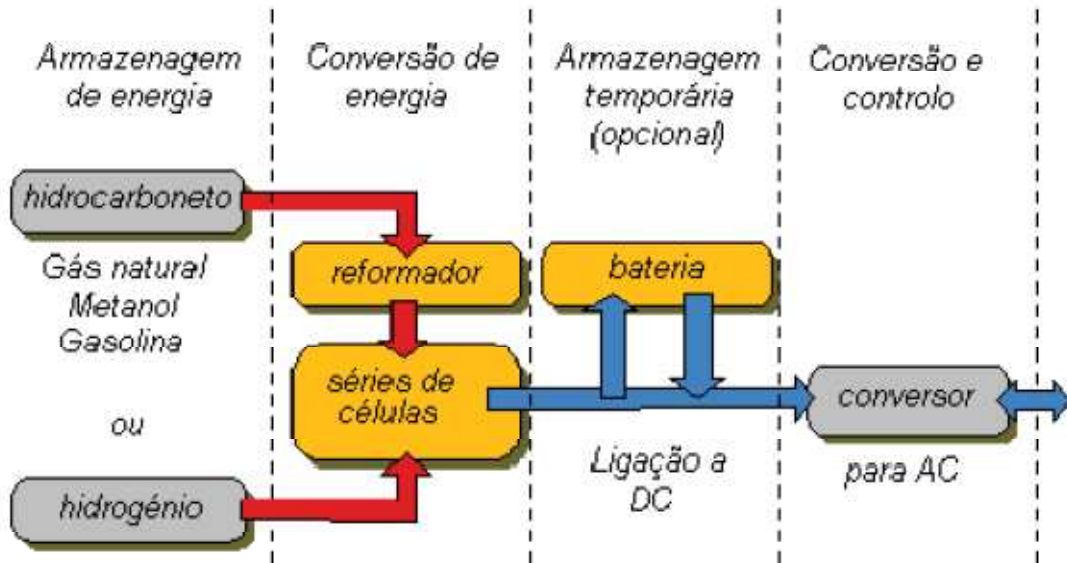 Armazenagem
de energia
Conversão de
energia
Armazenagem
temporária
(opcional)
Conversão e
controlo
hidrocarboneto
Gás natural
Metanol
Gasolina
ou
hidrogénio
reformador
séries de
células
bateria
Ligação a
DC
conversor
para AC